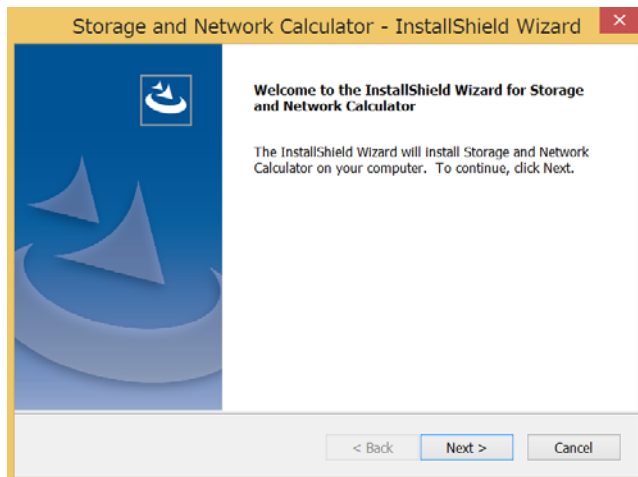 Storage and Network Calculator - InstallShield Wizard
Welcome to the InstallShield Wizard for Storage
and Network Calculator
The InstallShield Wizard will install Storage and Network
Calculator on your computer.  To continue, click Next.
< Back
Next >
Cancel